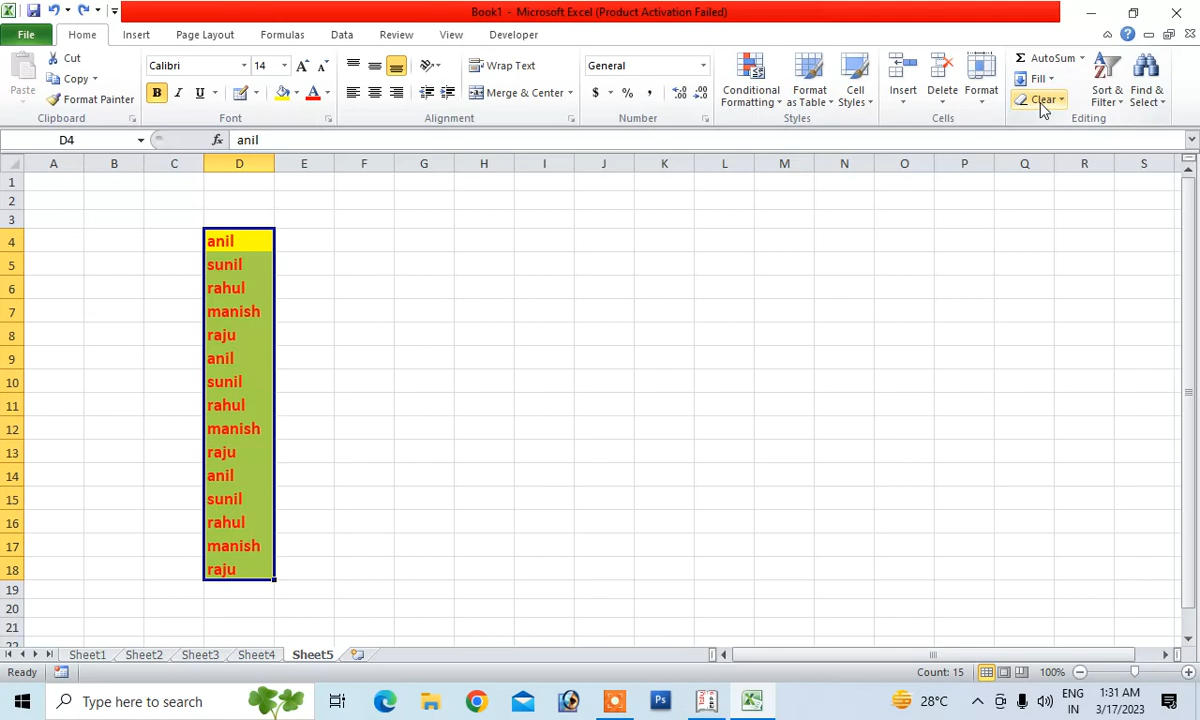 Book1 - Microsoft Excel (Product Activation Failed)
File Home Insert Page Layout Formulas Data Review View Developer
Paste
Cut
Copy
Format Painter
Clipboard
Calibri 14
B I U
Font
Wrap Text
Merge & Center
Alignment
General
$ % ,
Number
Conditional Formatting
Format as Table
Cell Styles
Styles
Insert Delete Format
Cells
AutoSum
Fill
Clear
Sort & Filter
Find & Select
Editing
D4 fx anil
A B C D E F G H I J K L M N O P Q R S
1
2
3
4 anil
5 sunil
6 rahul
7 manish
8 raju
9 anil
10 sunil
11 rahul
12 manish
13 raju
14 anil
15 sunil
16 rahul
17 manish
18 raju
19
20
21
22
Sheet1 Sheet2 Sheet3 Sheet4 Sheet5
Ready Count: 15 100%
Type here to search
28°C
ENG
IN
1:31 AM
3/17/2023